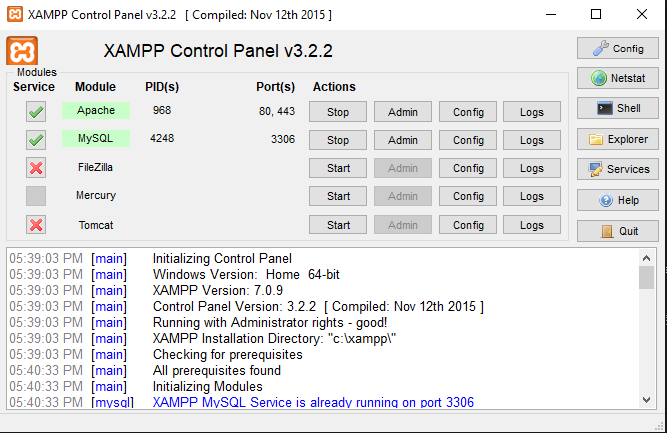 XAMPP Control Panel v3.2.2 [ Compiled: Nov 12th 2015 ]
XAMPP Control Panel v3.2.2
Config
Modules
Service Module PID(s) Port(s) Actions
Netstat
Apache 968 80, 443 Stop Admin Config Logs
Shell
MySQL 4248 3306 Stop Admin Config Logs
Explorer
FileZilla Start Admin Config Logs
Services
Mercury Start Admin Config Logs
Help
Tomcat Start Admin Config Logs
Quit
05:39:03 PM [main] Initializing Control Panel
05:39:03 PM [main] Windows Version: Home 64-bit
05:39:03 PM [main] XAMPP Version: 7.0.9
05:39:03 PM [main] Control Panel Version: 3.2.2 [ Compiled: Nov 12th 2015 ]
05:39:03 PM [main] Running with Administrator rights - good!
05:39:03 PM [main] XAMPP Installation Directory: "c:\xampp\"
05:39:03 PM [main] Checking for prerequisites
05:40:33 PM [main] All prerequisites found
05:40:33 PM [main] Initializing Modules
05:40:33 PM [mysql] XAMPP MySQL Service is already running on port 3306